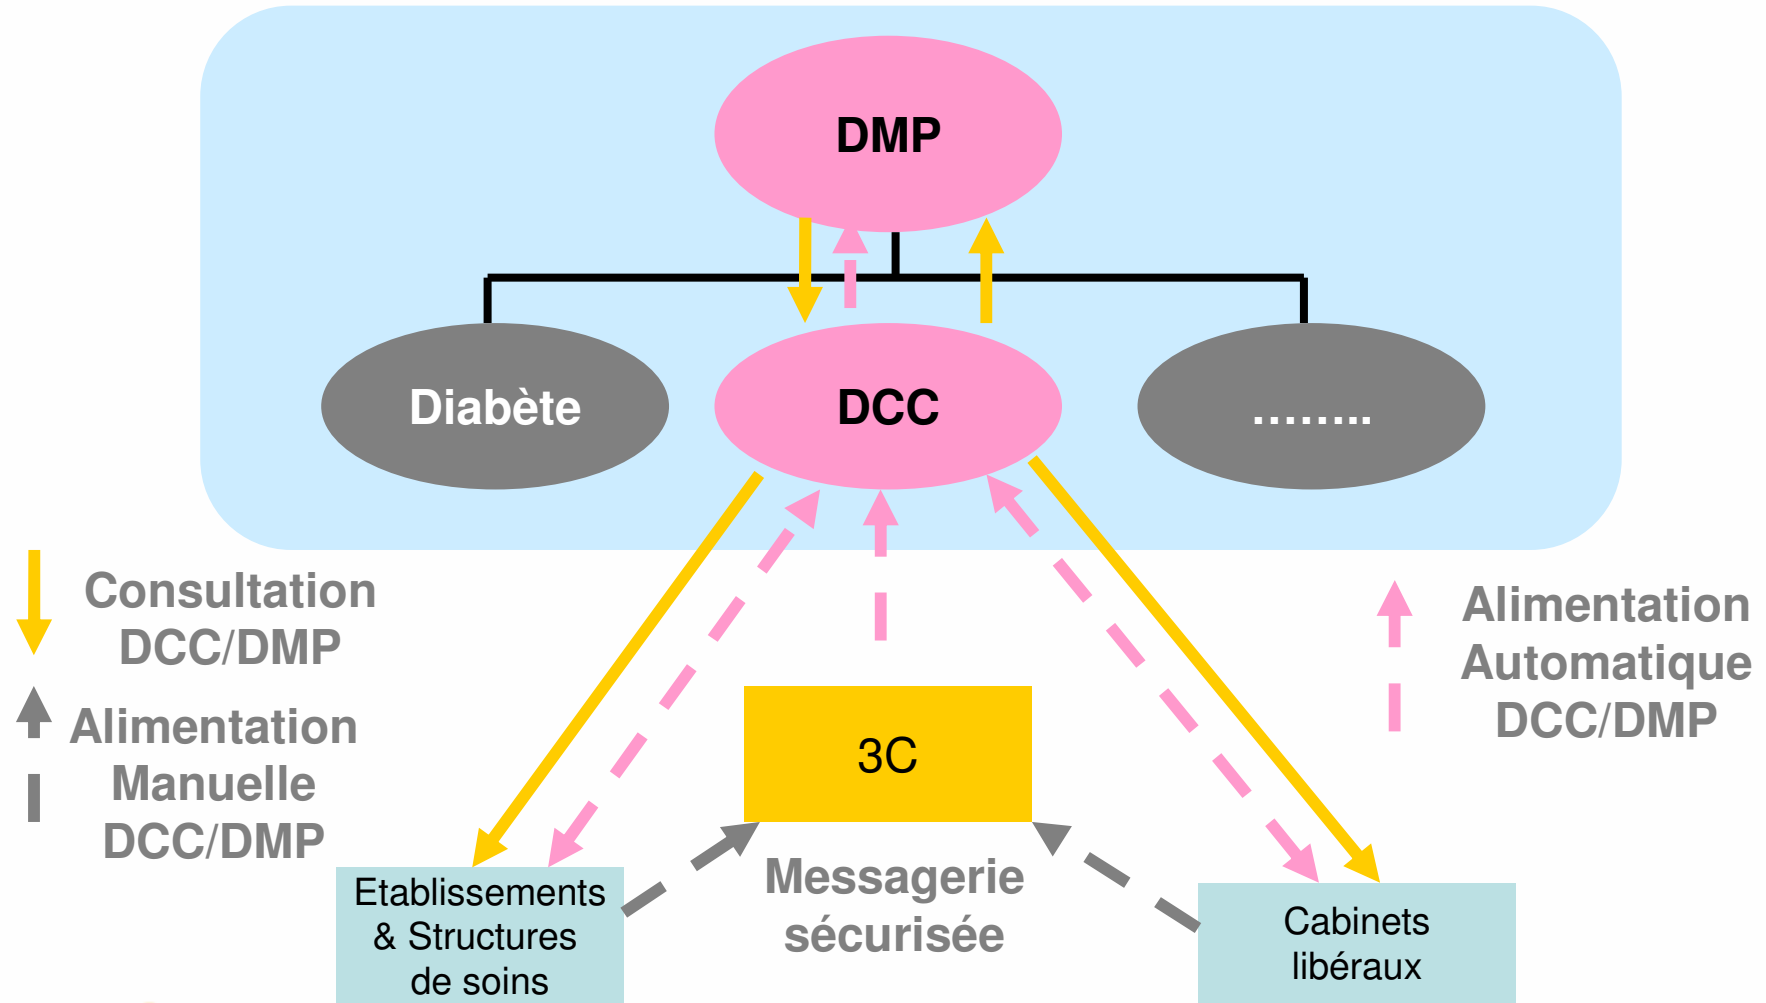 DMP
Diabète
DCC
……..
Consultation
DCC/DMP
Alimentation
Manuelle
DCC/DMP
Alimentation
Automatique
DCC/DMP
3C
Messagerie
sécurisée
Etablissements
& Structures
de soins
Cabinets
libéraux